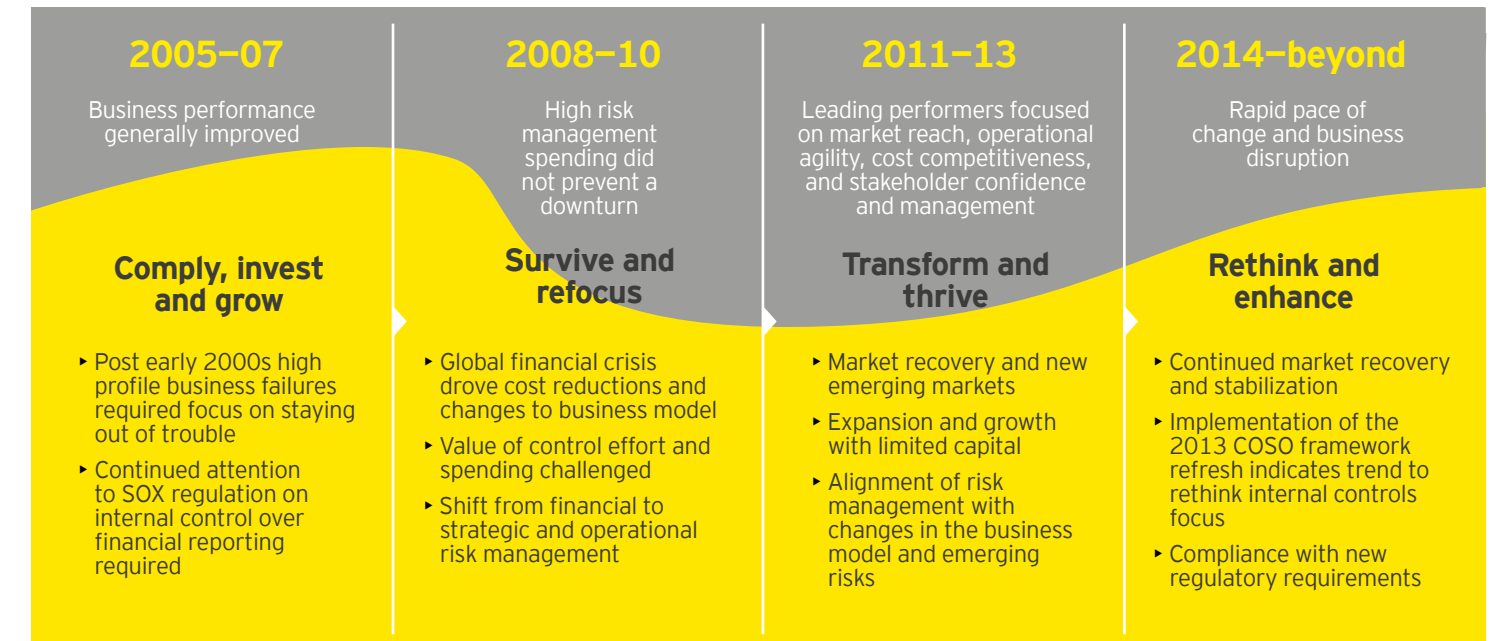 2005–07
Business performance
generally improved
Comply, invest
and grow
‣ Post early 2000s high
profile business failures
required focus on staying
out of trouble
‣ Continued attention
to SOX regulation on
internal control over
financial reporting
required
2008–10
High risk
management
spending did
not prevent a
downturn
Survive and
refocus
‣ Global financial crisis
drove cost reductions and
changes to business model
‣ Value of control effort and
spending challenged
‣ Shift from financial to
strategic and operational
risk management
2011–13
Leading performers focused
on market reach, operational
agility, cost competitiveness,
and stakeholder confidence
and management
Transform and
thrive
‣ Market recovery and new
emerging markets
‣ Expansion and growth
with limited capital
‣ Alignment of risk
management with
changes in the business
model and emerging
risks
2014–beyond
Rapid pace of
change and business
disruption
Rethink and
enhance
‣ Continued market recovery
and stabilization
‣ Implementation of the
2013 COSO framework
refresh indicates trend to
rethink internal controls
focus
‣ Compliance with new
regulatory requirements